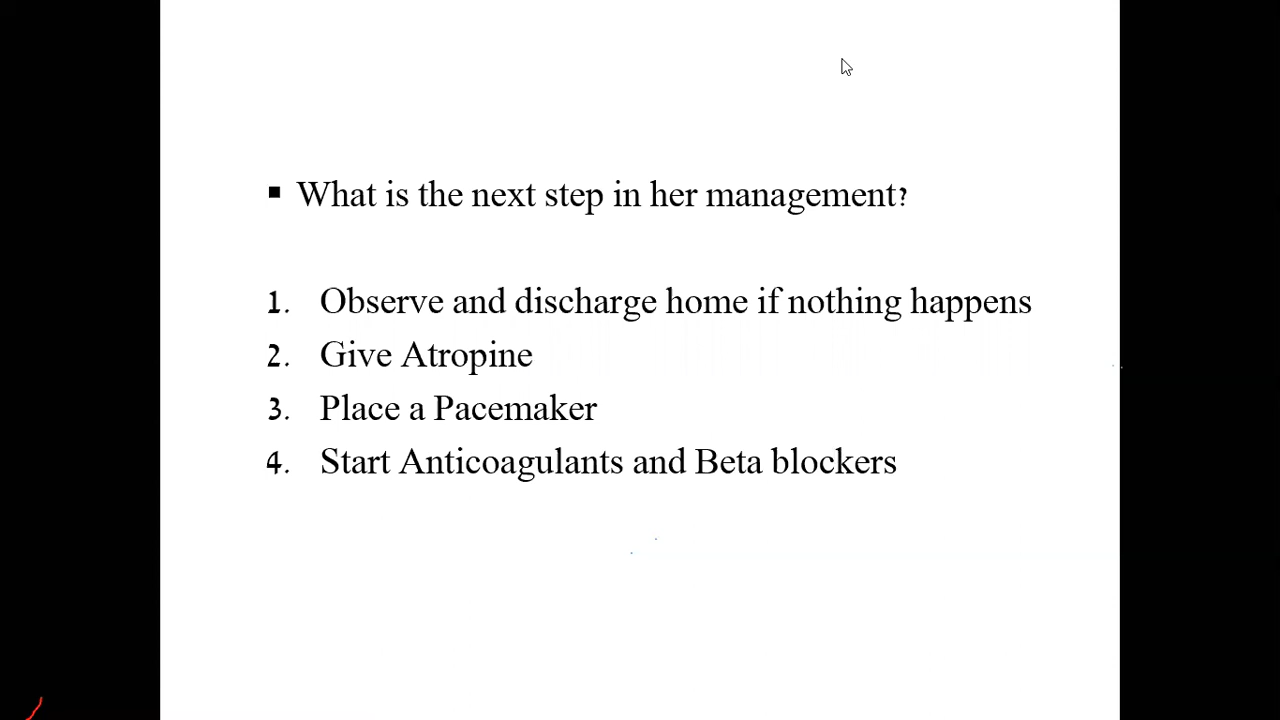 ▪ What is the next step in her management?
1. Observe and discharge home if nothing happens
2. Give Atropine
3. Place a Pacemaker
4. Start Anticoagulants and Beta blockers